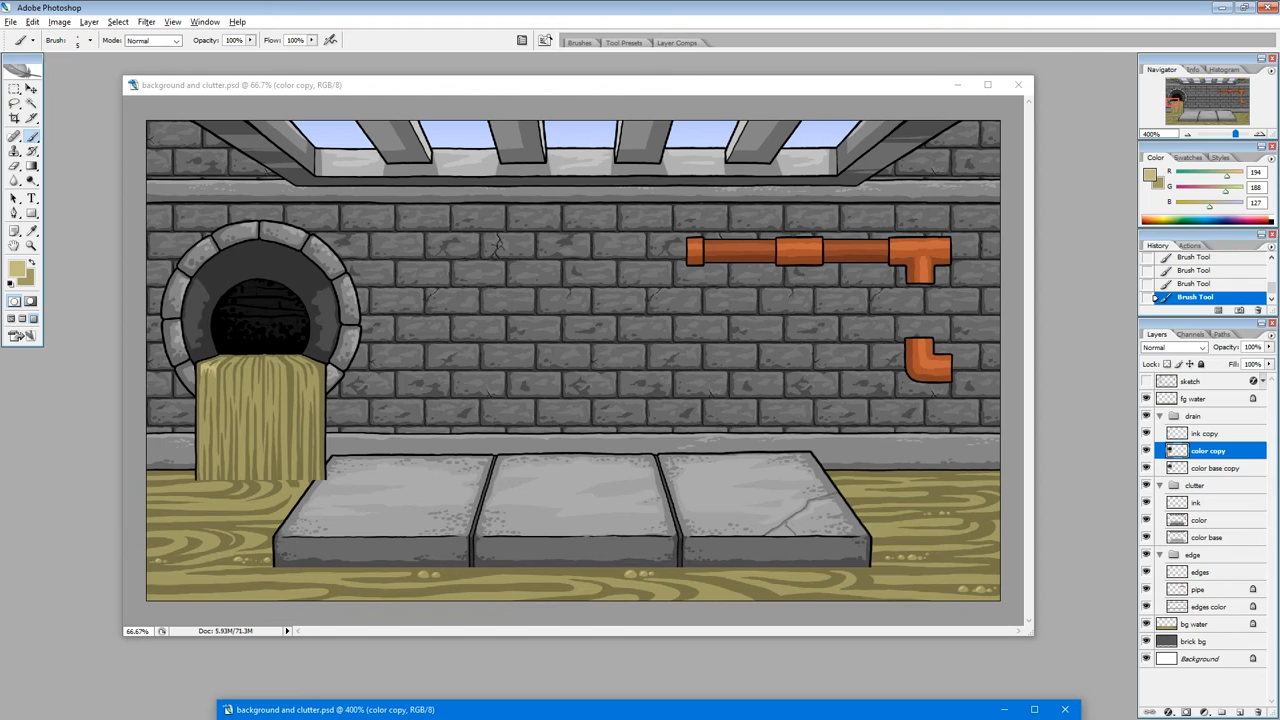 Adobe Photoshop
File Edit Image Layer Select Filter View Window Help
Brush: 5 Mode: Normal Opacity: 100% Flow: 100% Brushes Tool Presets Layer Comps
background and clutter.psd @ 66.7% (color copy, RGB/8)
66.67% Doc: 5.93M/71.3M
background and clutter.psd @ 400% (color copy, RGB/8)
Navigator Info Histogram
400%
Color Swatches Styles
R 194
G 188
B 127
History Actions
Brush Tool
Brush Tool
Brush Tool
Brush Tool
Layers Channels Paths
Normal Opacity: 100%
Lock: Fill: 100%
sketch
fg water
drain
ink copy
color copy
color base copy
clutter
ink
color
color base
edge
edges
pipe
edges color
bg water
brick bg
Background